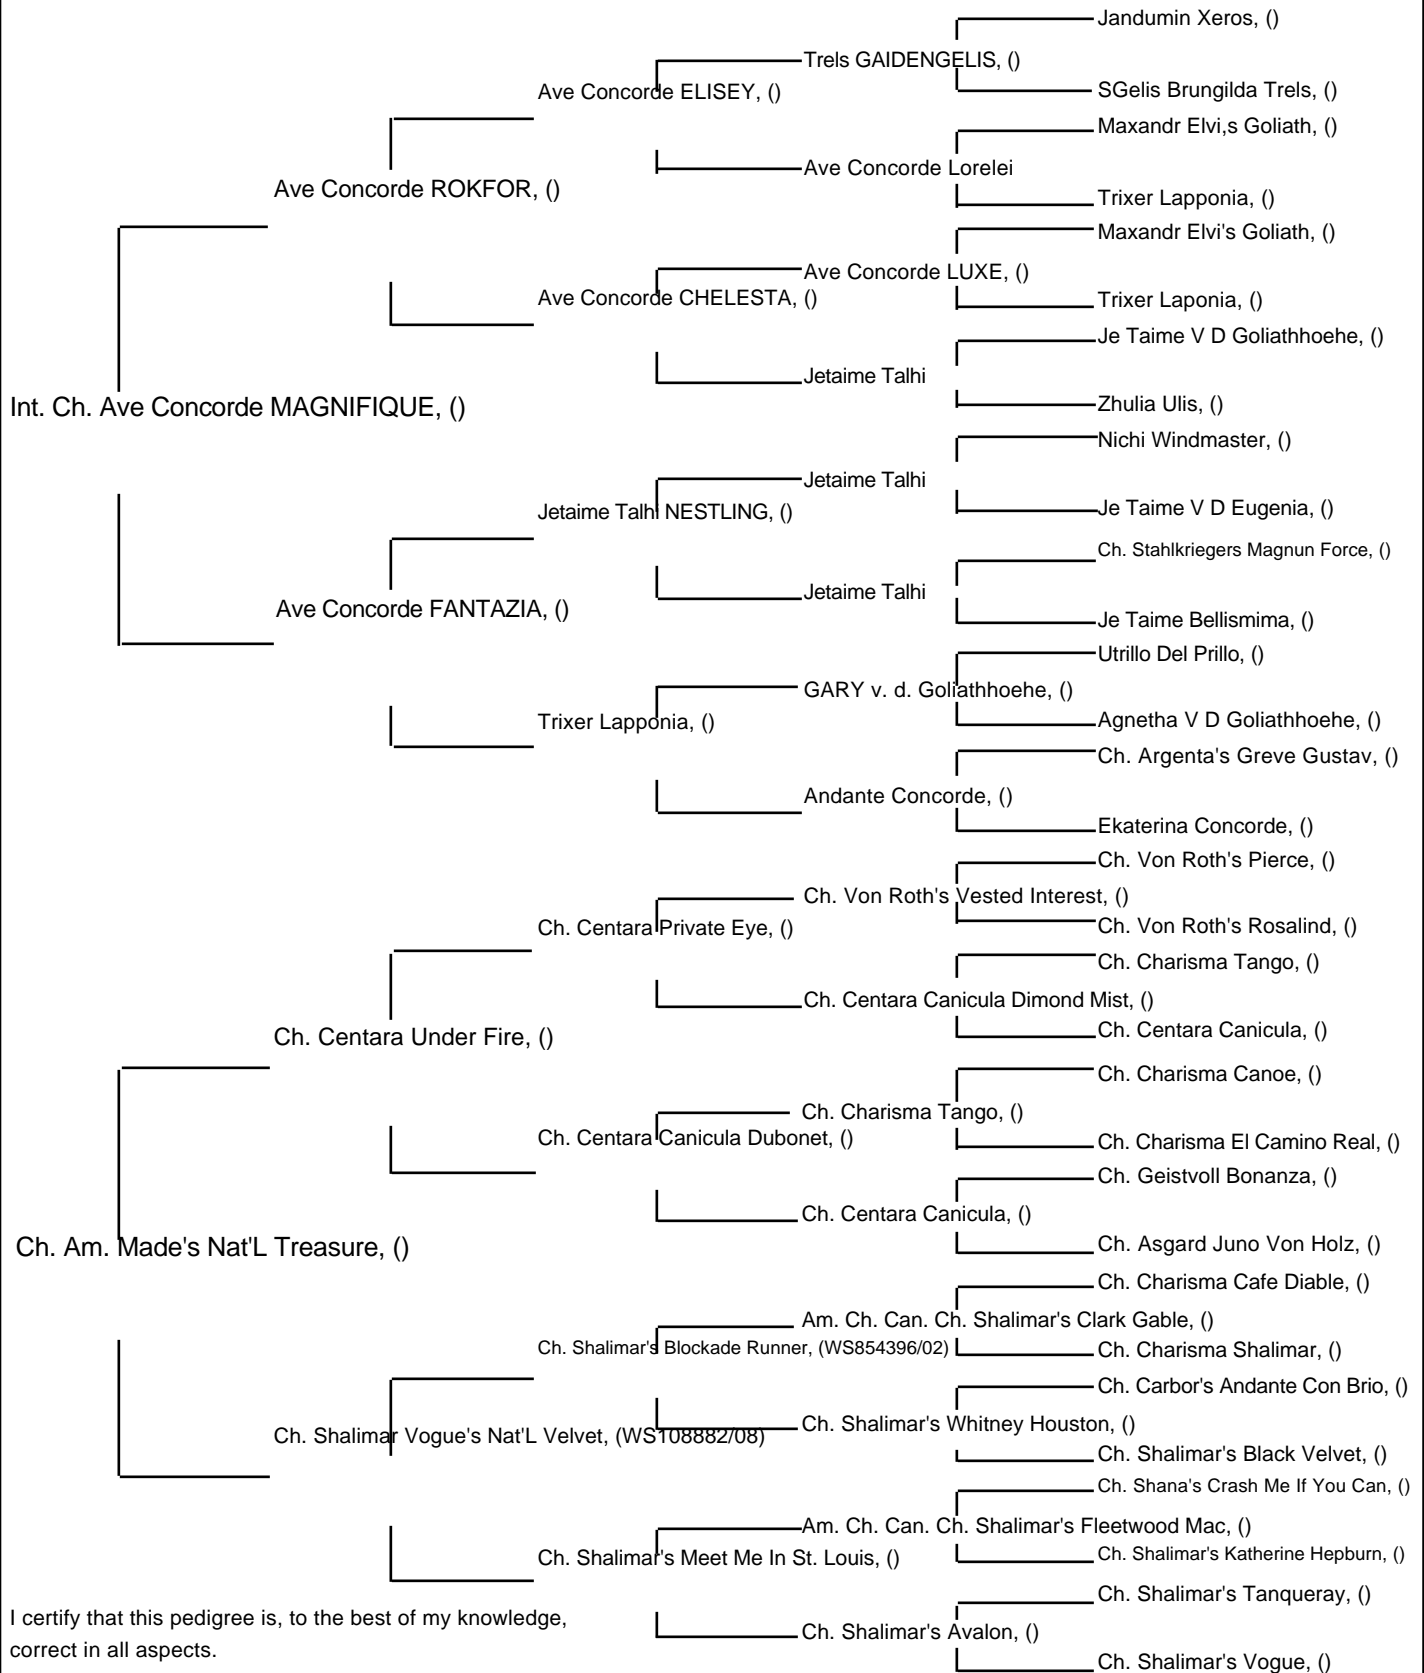 Jandumin Xeros, ()
Trels GAIDENGELIS, ()
Ave Concorde ELISEY, ()
SGelis Brungilda Trels, ()
Maxandr Elvi,s Goliath, ()
Ave Concorde Lorelei
Ave Concorde ROKFOR, ()
Trixer Lapponia, ()
Maxandr Elvi's Goliath, ()
Ave Concorde LUXE, ()
Ave Concorde CHELESTA, ()
Trixer Laponia, ()
Je Taime V D Goliathhoehe, ()
Jetaime Talhi
Zhulia Ulis, ()
Int. Ch. Ave Concorde MAGNIFIQUE, ()
Nichi Windmaster, ()
Jetaime Talhi
Jetaime Talhi NESTLING, ()
Je Taime V D Eugenia, ()
Ch. Stahlkriegers Magnun Force, ()
Jetaime Talhi
Ave Concorde FANTAZIA, ()
Je Taime Bellismima, ()
Utrillo Del Prillo, ()
GARY v. d. Goliathhoehe, ()
Trixer Lapponia, ()
Agnetha V D Goliathhoehe, ()
Ch. Argenta's Greve Gustav, ()
Andante Concorde, ()
Ekaterina Concorde, ()
Ch. Von Roth's Pierce, ()
Ch. Von Roth's Vested Interest, ()
Ch. Centara Private Eye, ()
Ch. Von Roth's Rosalind, ()
Ch. Charisma Tango, ()
Ch. Centara Canicula Dimond Mist, ()
Ch. Centara Under Fire, ()
Ch. Centara Canicula, ()
Ch. Charisma Canoe, ()
Ch. Charisma Tango, ()
Ch. Centara Canicula Dubonet, ()
Ch. Charisma El Camino Real, ()
Ch. Geistvoll Bonanza, ()
Ch. Centara Canicula, ()
Ch. Asgard Juno Von Holz, ()
Ch. Am. Made's Nat'L Treasure, ()
Ch. Charisma Cafe Diable, ()
Am. Ch. Can. Ch. Shalimar's Clark Gable, ()
Ch. Shalimar's Blockade Runner, (WS854396/02)
Ch. Charisma Shalimar, ()
Ch. Carbor's Andante Con Brio, ()
Ch. Shalimar's Whitney Houston, ()
Ch. Shalimar Vogue's Nat'L Velvet, (WS108882/08)
Ch. Shalimar's Black Velvet, ()
Ch. Shana's Crash Me If You Can, ()
Am. Ch. Can. Ch. Shalimar's Fleetwood Mac, ()
Ch. Shalimar's Meet Me In St. Louis, ()
Ch. Shalimar's Katherine Hepburn, ()
Ch. Shalimar's Tanqueray, ()
Ch. Shalimar's Avalon, ()
Ch. Shalimar's Vogue, ()
I certify that this pedigree is, to the best of my knowledge,
correct in all aspects.